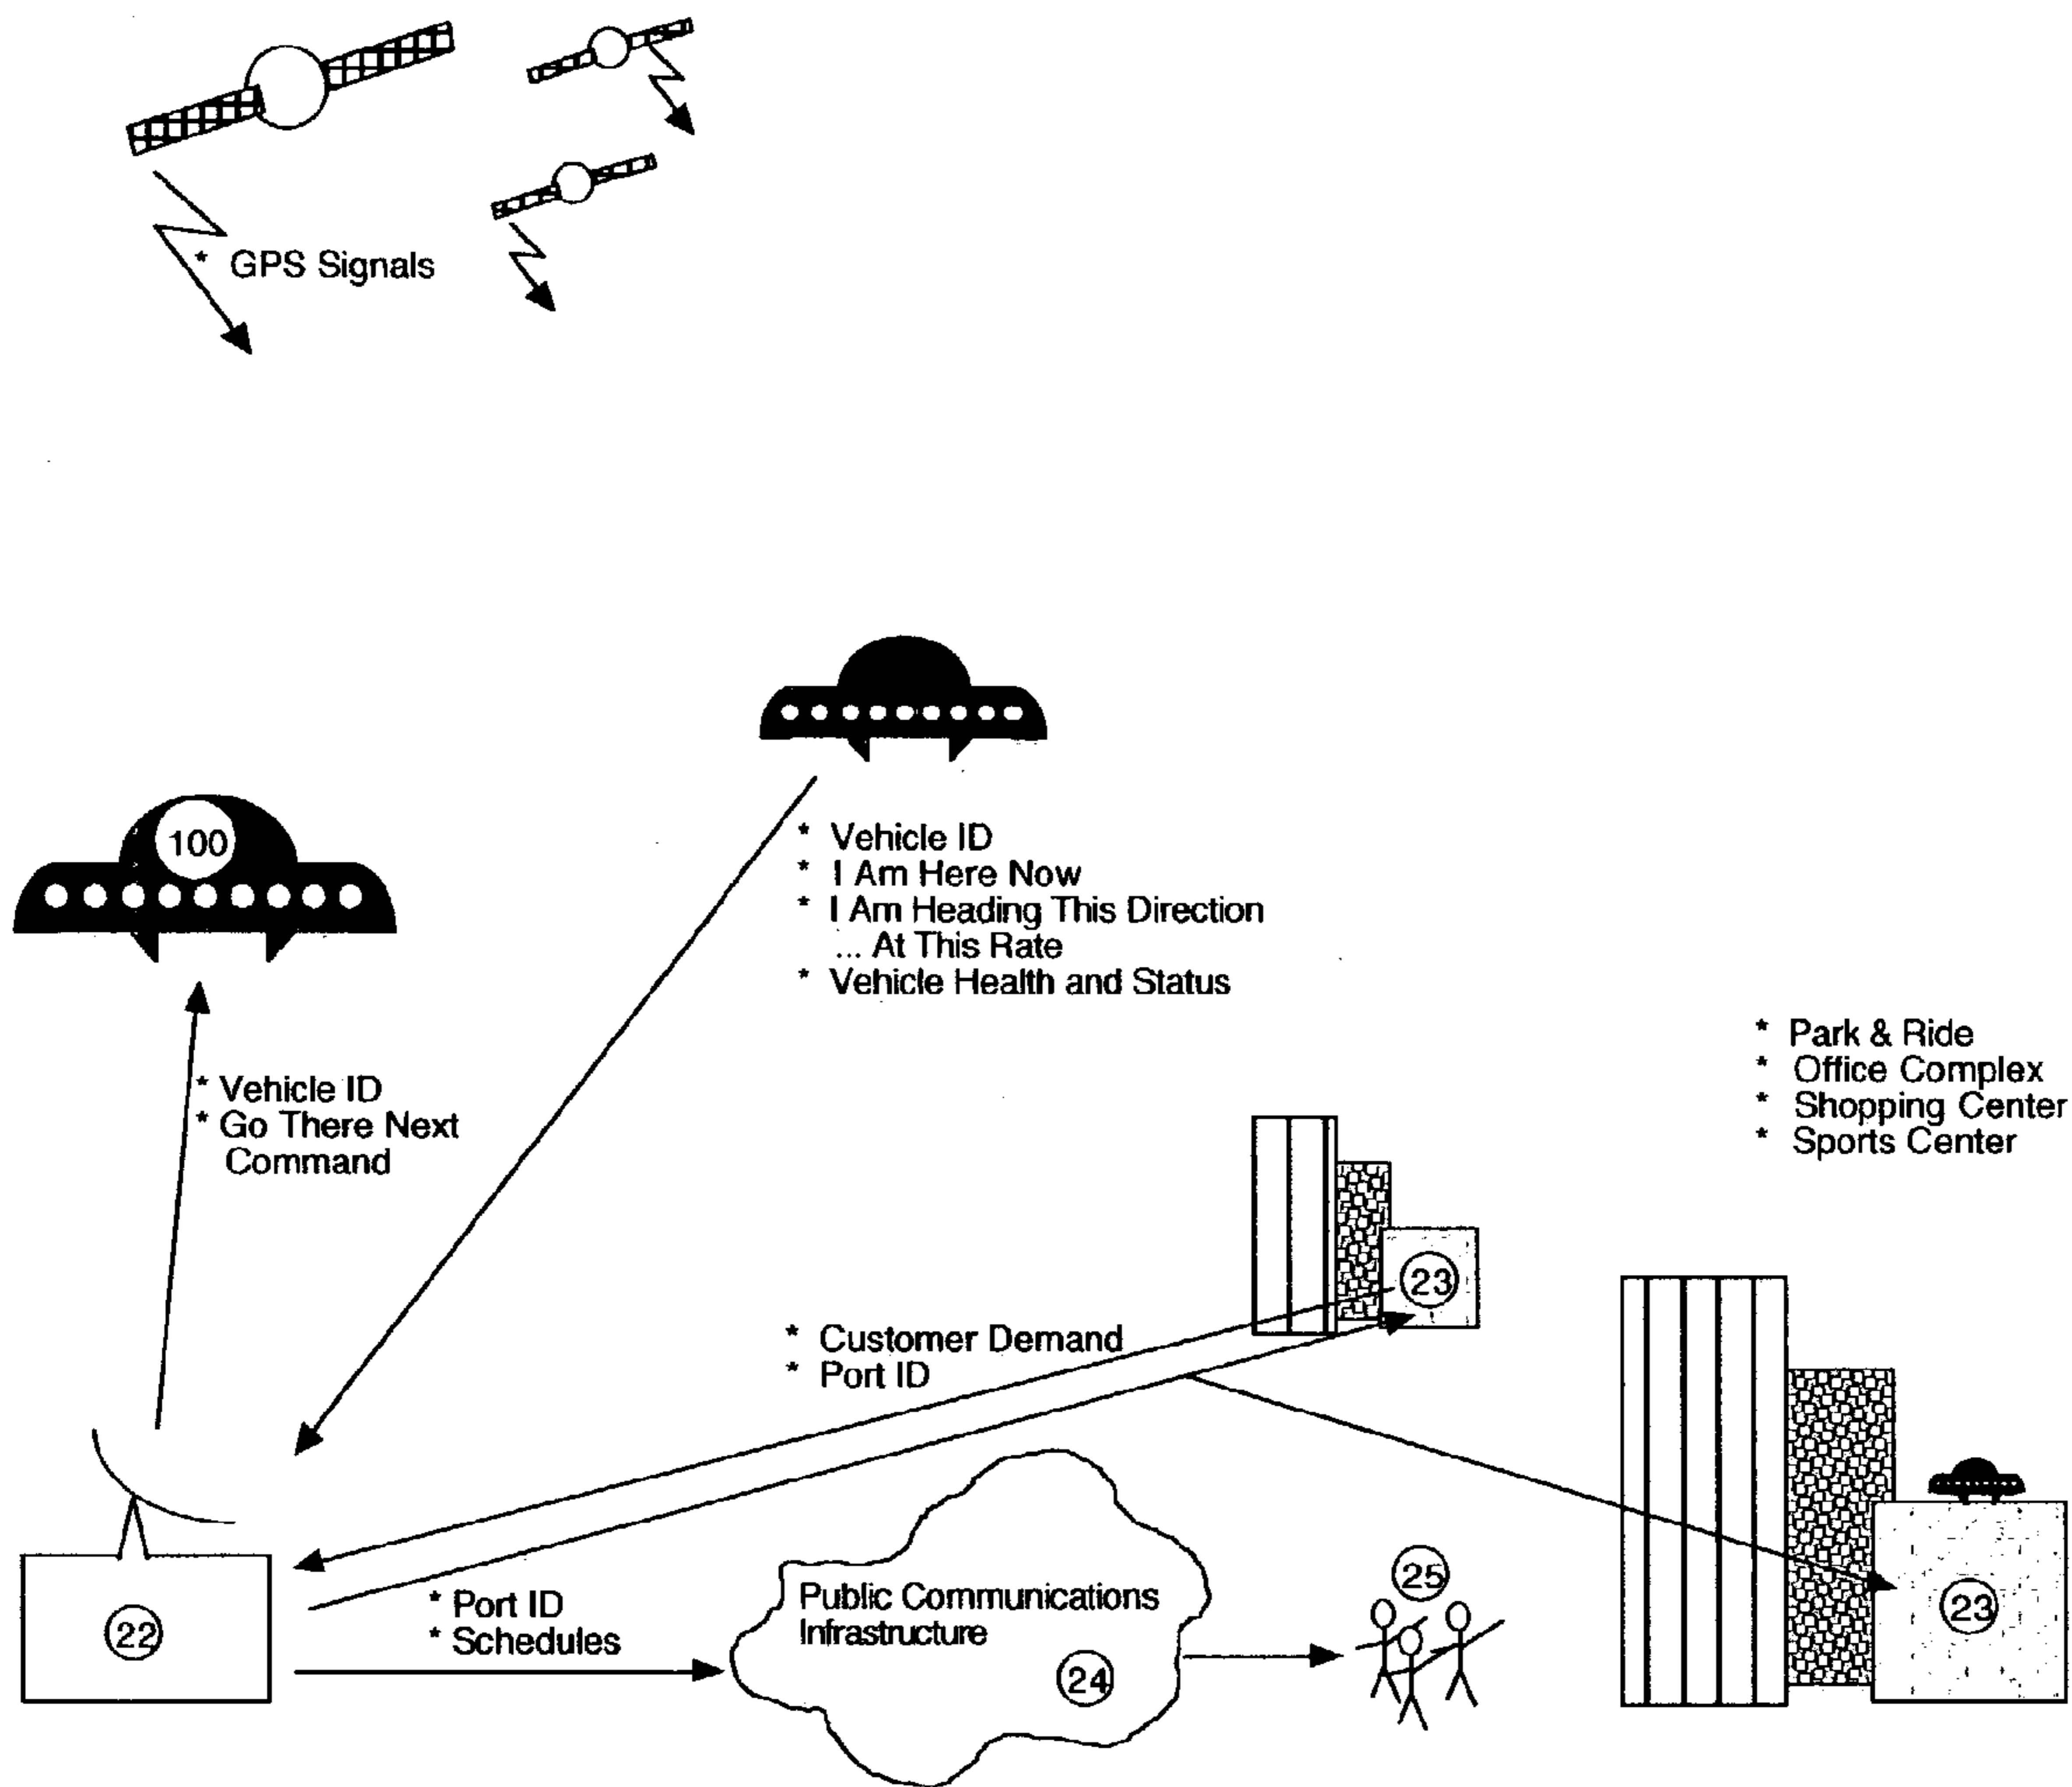 * GPS Signals
100
* Vehicle ID
* I Am Here Now
* I Am Heading This Direction
... At This Rate
* Vehicle Health and Status
* Vehicle ID
* Go There Next
Command
* Park & Ride
* Office Complex
* Shopping Center
* Sports Center
23
* Customer Demand
* Port ID
22
* Port ID
* Schedules
Public Communications
Infrastructure
24
25
23